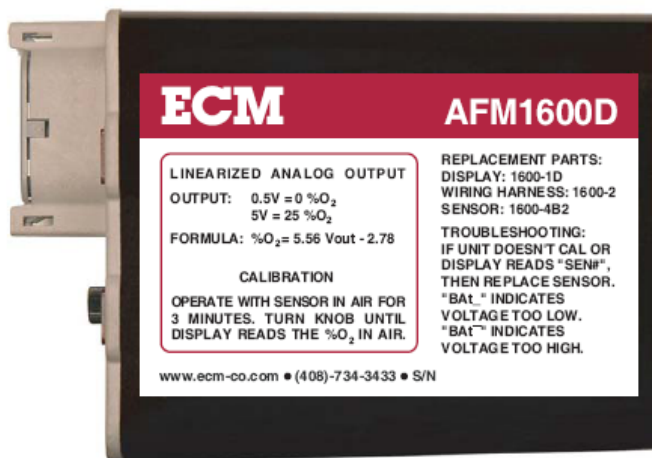 ECM
AFM1600D
LINEARIZED ANALOG OUTPUT
OUTPUT: 0.5V = 0 %O₂
5V = 25 %O₂
FORMULA: %O₂= 5.56 Vout - 2.78
CALIBRATION
OPERATE WITH SENSOR IN AIR FOR
3 MINUTES. TURN KNOB UNTIL
DISPLAY READS THE %O₂ IN AIR.
REPLACEMENT PARTS:
DISPLAY: 1600-1D
WIRING HARNESS: 1600-2
SENSOR: 1600-4B2
TROUBLESHOOTING:
IF UNIT DOESN'T CAL OR
DISPLAY READS "SEN#",
THEN REPLACE SENSOR.
"BAt_" INDICATES
VOLTAGE TOO LOW.
"BAt¯" INDICATES
VOLTAGE TOO HIGH.
www.ecm-co.com ● (408)-734-3433 ● S/N